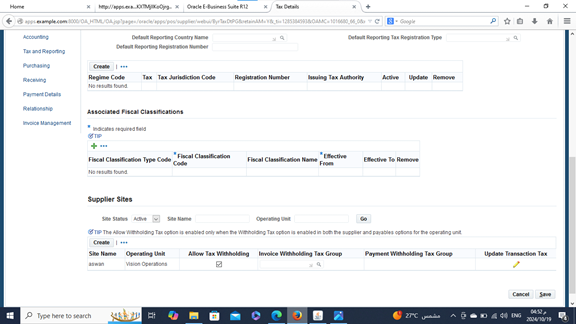 Home
http://apps.exa...KXTMJlKoOjrg...
Oracle E-Business Suite R12
Tax Details
apps.example.com:8000/OA_HTML/OA.jsp?page=/oracle/apps/pos/supplier/webui/
Google
Accounting
Tax and Reporting
Purchasing
Receiving
Payment Details
Relationship
Invoice Management
Default Reporting Country Name
Default Reporting Tax Registration Type
Default Reporting Registration Number
Create
Regime Code Tax Tax Jurisdiction Code Registration Number Issuing Tax Authority Active Update Remove
No results found.
Associated Fiscal Classifications
* Indicates required field
TIP
Fiscal Classification Type Code *Fiscal Classification Code Fiscal Classification Name *Effective From Effective To Remove
No results found.
Supplier Sites
Site Status Active Site Name Operating Unit Go
TIP The Allow Withholding Tax option is enabled only when the Withholding Tax option is enabled in both the supplier and payables options for the operating unit.
Create
Site Name Operating Unit Allow Tax Withholding Invoice Withholding Tax Group Payment Withholding Tax Group Update Transaction Tax
aswan Vision Operations
Cancel Save
Type here to search
27°C مشمس
ENG
04:52 م
2024/10/19